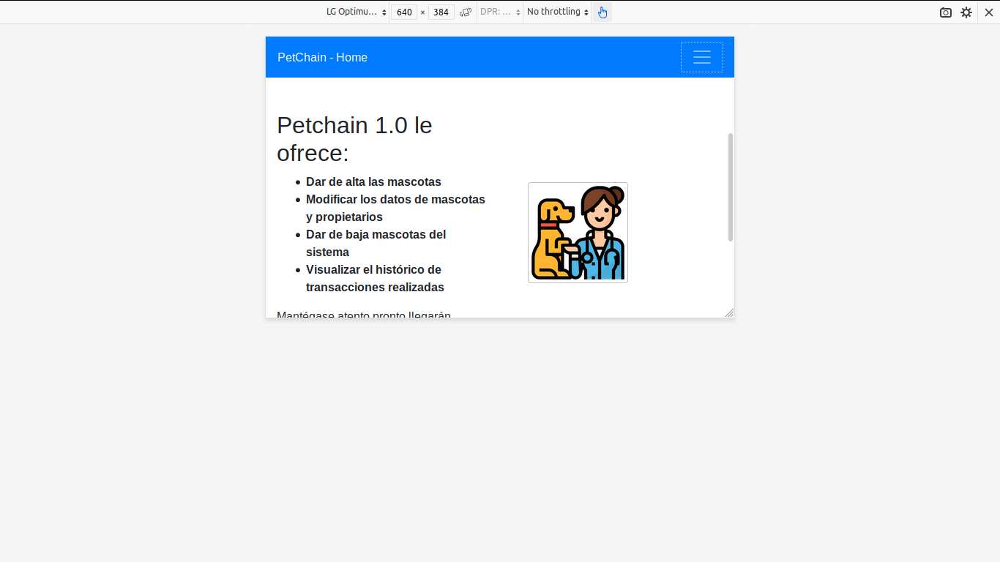 LG Optimu... 640 × 384 DPR: ... No throttling
PetChain - Home
Petchain 1.0 le
ofrece:
Dar de alta las mascotas
Modificar los datos de mascotas
y propietarios
Dar de baja mascotas del
sistema
Visualizar el histórico de
transacciones realizadas
Mantégase atento pronto llegarán